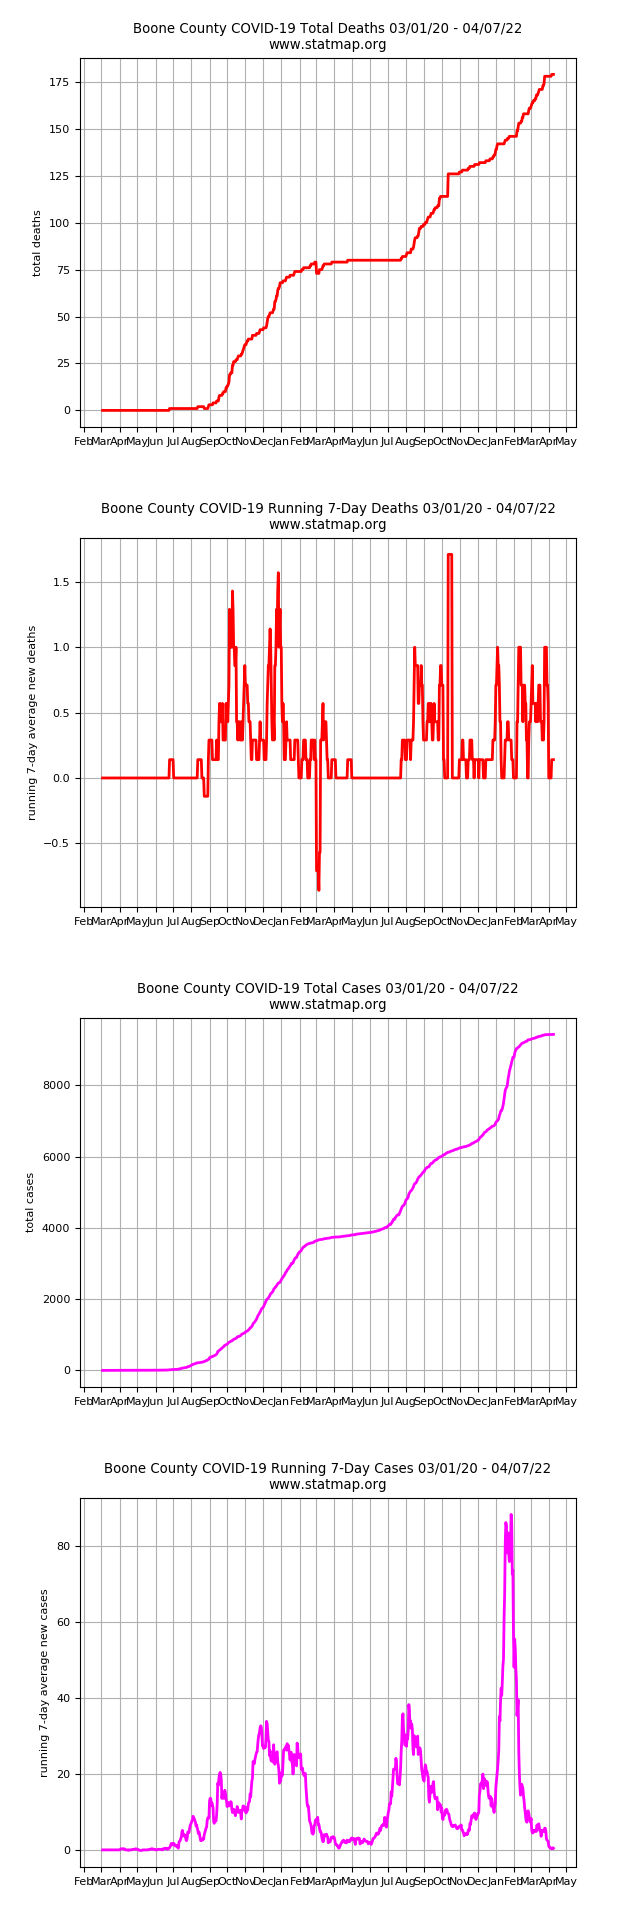 Boone County COVID-19 Total Deaths 03/01/20 - 04/07/22
www.statmap.org
175
150
125
100
75
50
25
0
total deaths
Feb Mar Apr May Jun Jul Aug Sep Oct Nov Dec Jan Feb Mar Apr May Jun Jul Aug Sep Oct Nov Dec Jan Feb Mar Apr May
Boone County COVID-19 Running 7-Day Deaths 03/01/20 - 04/07/22
www.statmap.org
1.5
1.0
0.5
0.0
−0.5
running 7-day average new deaths
Feb Mar Apr May Jun Jul Aug Sep Oct Nov Dec Jan Feb Mar Apr May Jun Jul Aug Sep Oct Nov Dec Jan Feb Mar Apr May
Boone County COVID-19 Total Cases 03/01/20 - 04/07/22
www.statmap.org
8000
6000
4000
2000
0
total cases
Feb Mar Apr May Jun Jul Aug Sep Oct Nov Dec Jan Feb Mar Apr May Jun Jul Aug Sep Oct Nov Dec Jan Feb Mar Apr May
Boone County COVID-19 Running 7-Day Cases 03/01/20 - 04/07/22
www.statmap.org
80
60
40
20
0
running 7-day average new cases
Feb Mar Apr May Jun Jul Aug Sep Oct Nov Dec Jan Feb Mar Apr May Jun Jul Aug Sep Oct Nov Dec Jan Feb Mar Apr May